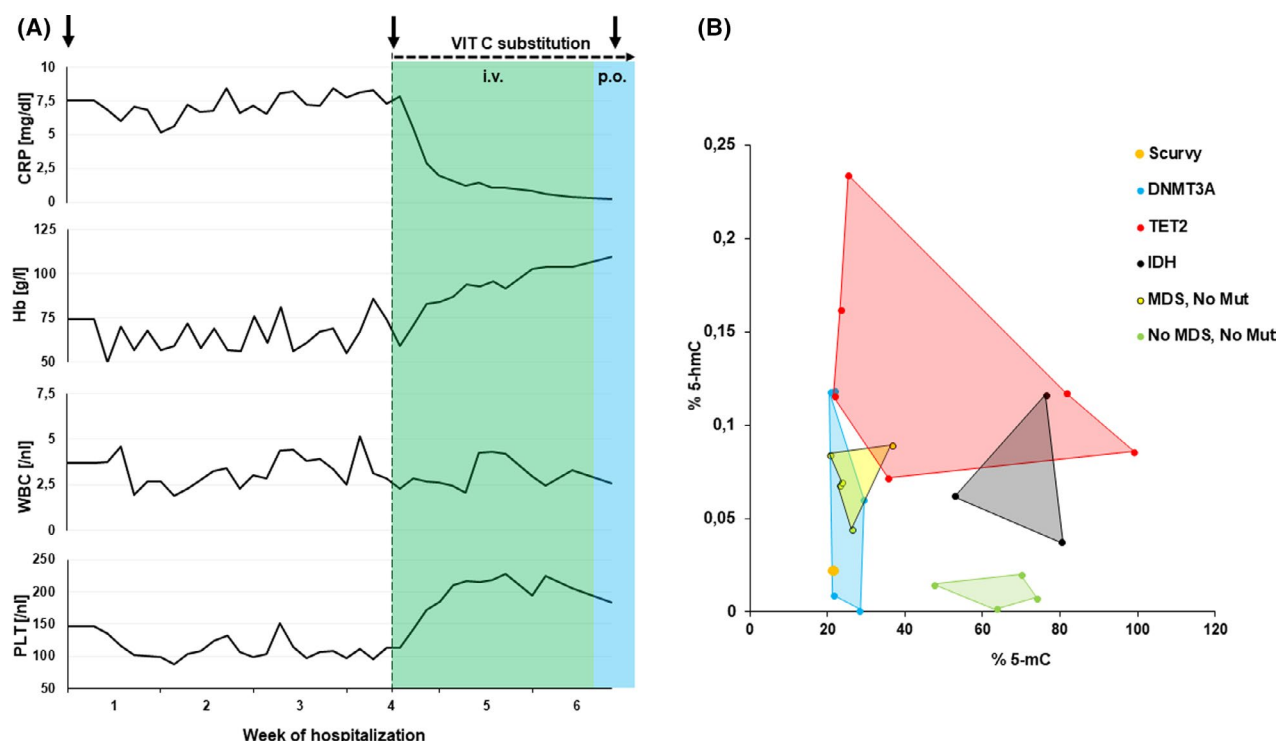 (A)
VIT C substitution
i.v.
p.o.
CRP [mg/dl]
10
7,5
5
2,5
0
Hb [g/l]
125
100
75
50
WBC [/nl]
7,5
5
2,5
0
PLT [/nl]
250
200
150
100
50
1 2 3 4 5 6
Week of hospitalization
(B)
% 5-hmC
0,25
0,2
0,15
0,1
0,05
0
0 20 40 60 80 100 120
% 5-mC
Scurvy
DNMT3A
TET2
IDH
MDS, No Mut
No MDS, No Mut